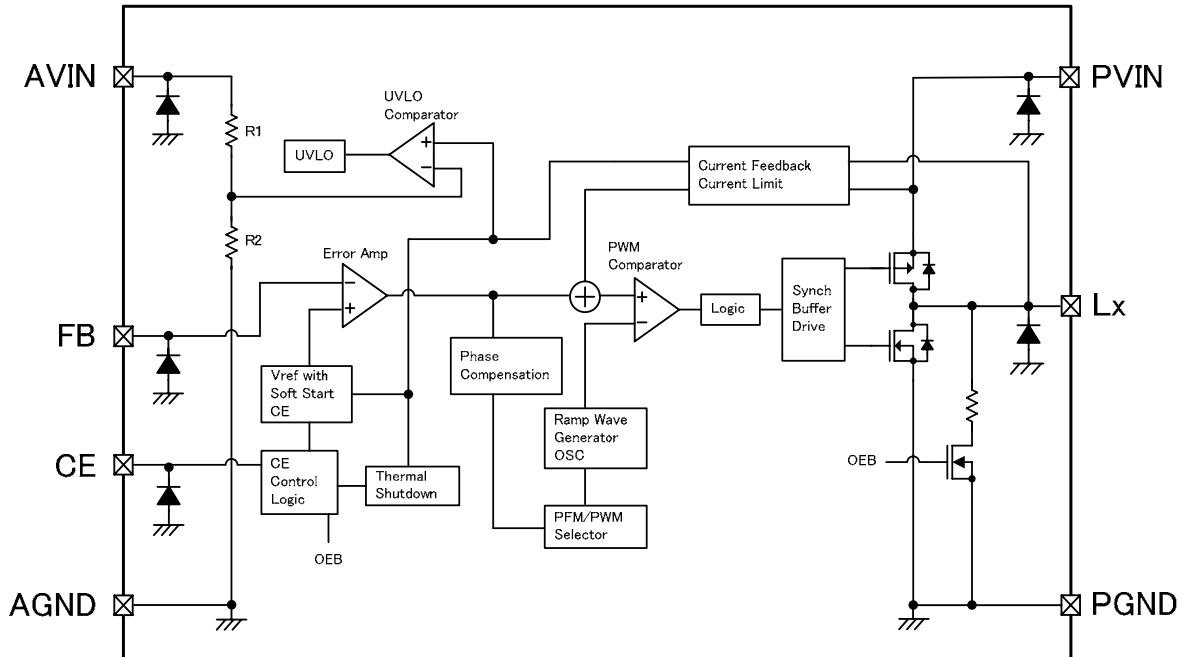 AVIN
PVIN
UVLO
Comparator
+
−
R1
UVLO
Current Feedback
Current Limit
R2
Error Amp
PWM
Comparator
−
+
+
+
−
Synch
Buffer
Drive
Logic
Lx
FB
Phase
Compensation
Vref with
Soft Start
CE
Ramp Wave
Generator
OSC
CE
CE
Control
Logic
Thermal
Shutdown
OEB
PFM/PWM
Selector
OEB
AGND
PGND